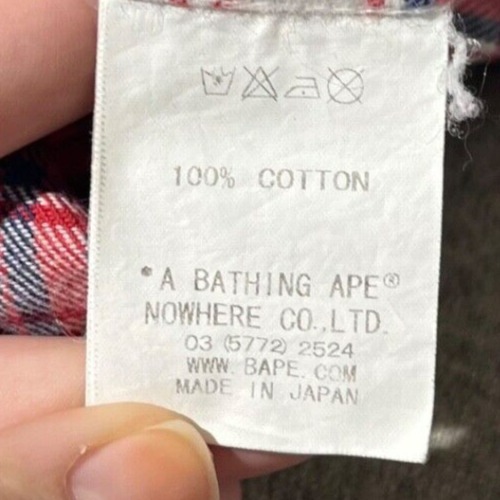 100% COTTON
*A BATHING APE®
NOWHERE CO.,LTD.
03 (5772) 2524
WWW. BAPE. COM
MADE IN JAPAN